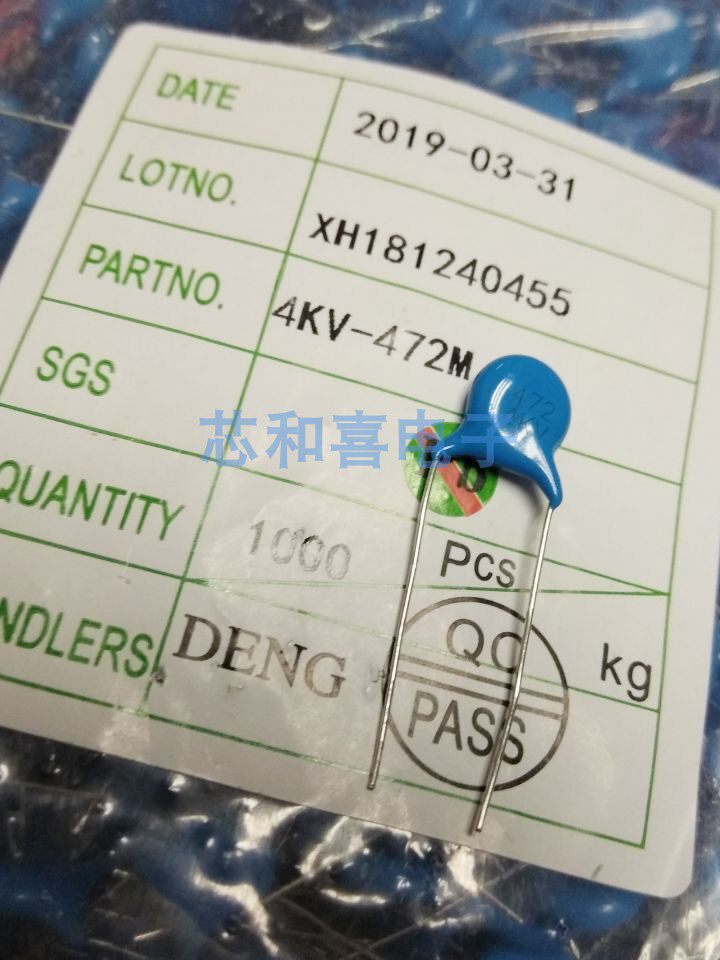 DATE 2019-03-31
LOTNO. XH181240455
PARTNO. 4KV-472M
SGS
472
芯和喜电子
QUANTITY 1000 Pcs
NDLERS DENG kg
QC
PASS